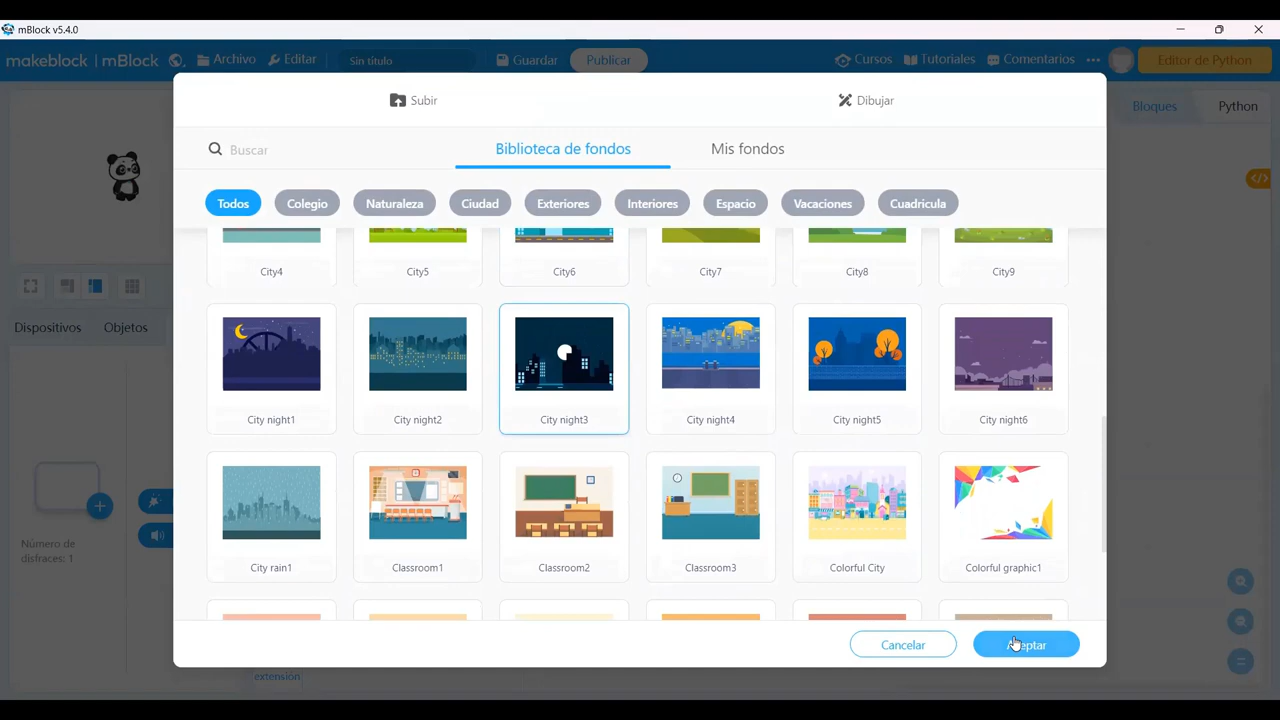 mBlock v5.4.0
makeblock | mBlock
Archivo
Editar
Sin título
Guardar
Publicar
Cursos
Tutoriales
Comentarios
Editor de Python
Subir
Dibujar
Bloques
Python
Buscar
Biblioteca de fondos
Mis fondos
Todos
Colegio
Naturaleza
Ciudad
Exteriores
Interiores
Espacio
Vacaciones
Cuadrícula
City4
City5
City6
City7
City8
City9
Dispositivos
Objetos
City night1
City night2
City night3
City night4
City night5
City night6
Número de
disfraces: 1
City rain1
Classroom1
Classroom2
Classroom3
Colorful City
Colorful graphic1
Cancelar
Aceptar
extensión